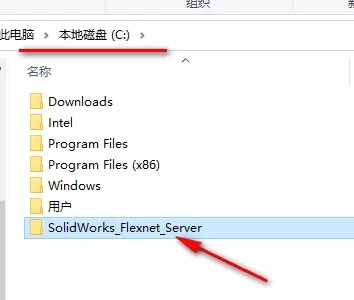 组织
此电脑 › 本地磁盘 (C:) ›
名称
Downloads
Intel
Program Files
Program Files (x86)
Windows
用户
SolidWorks_Flexnet_Server